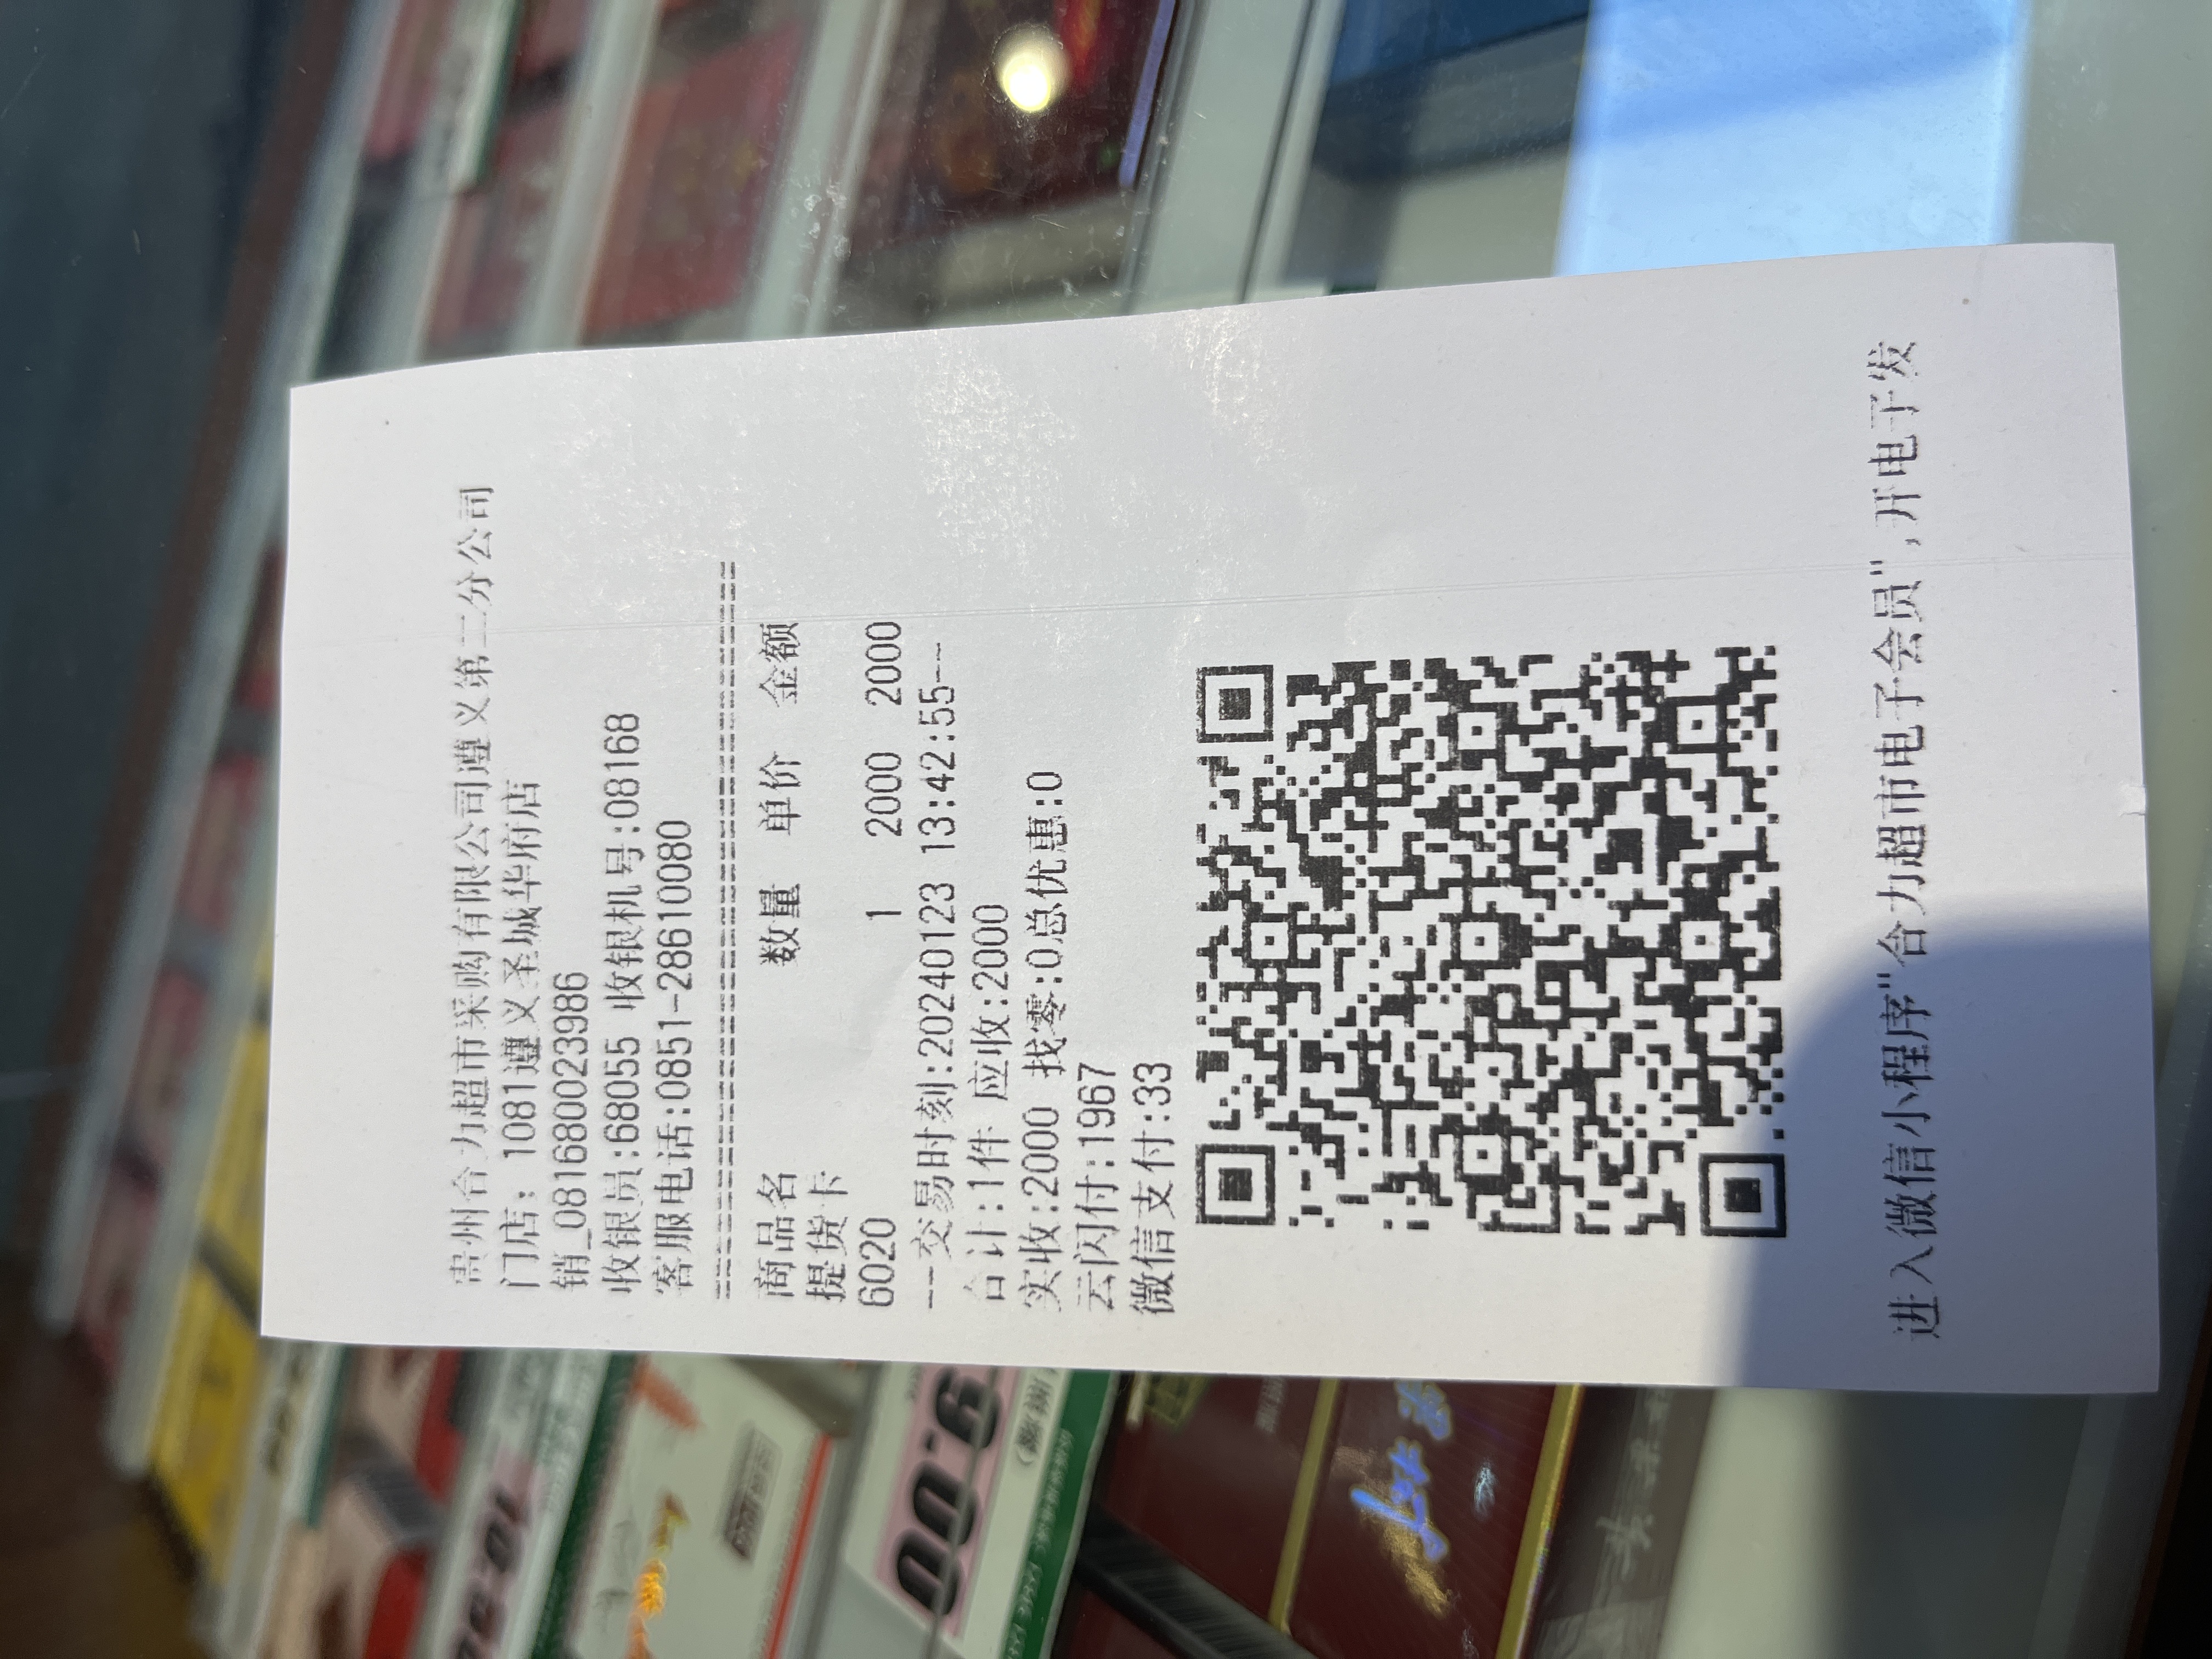 贵州合力超市采购有限公司遵义第二分公司
门店: 1081遵义圣城华府店
销_081680023986
收银员:68055 收银机号:08168
客服电话:0851-28610080
商品名 数量 单价 金额
提货卡
6020 1 2000 2000
--交易时刻:20240123 13:42:55--
合计:1件 应收:2000
实收:2000 找零:0总优惠:0
云闪付:1967
微信支付:33
进入微信小程序"合力超市电子会员",开电子发
9.00